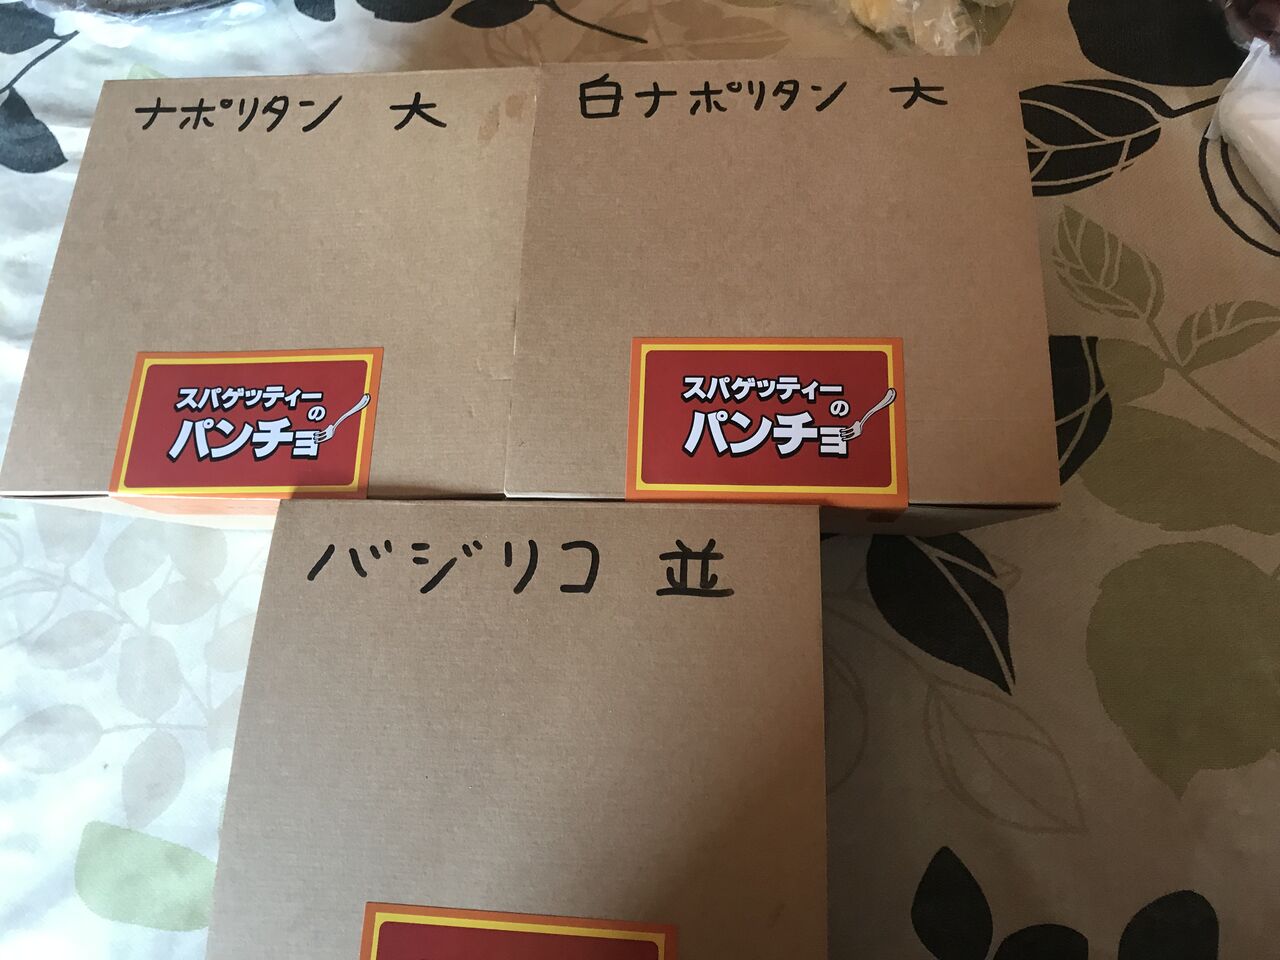 ナポリタン 大
白ナポリタン 大
スパゲッティーの
パンチョ
スパゲッティーの
パンチョ
バジリコ 並